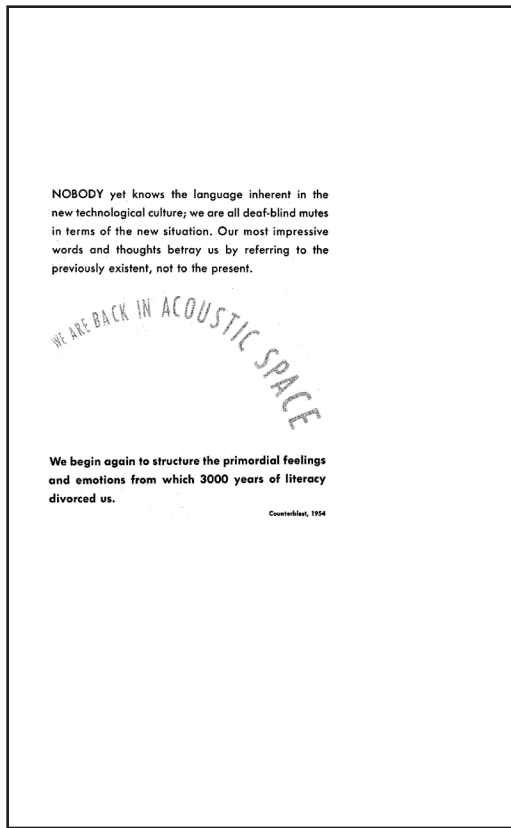 NOBODY yet knows the language inherent in the
new technological culture; we are all deaf-blind mutes
in terms of the new situation. Our most impressive
words and thoughts betray us by referring to the
previously existent, not to the present.
WE ARE BACK IN ACOUSTIC SPACE
We begin again to structure the primordial feelings
and emotions from which 3000 years of literacy
divorced us.
Counterblast, 1954